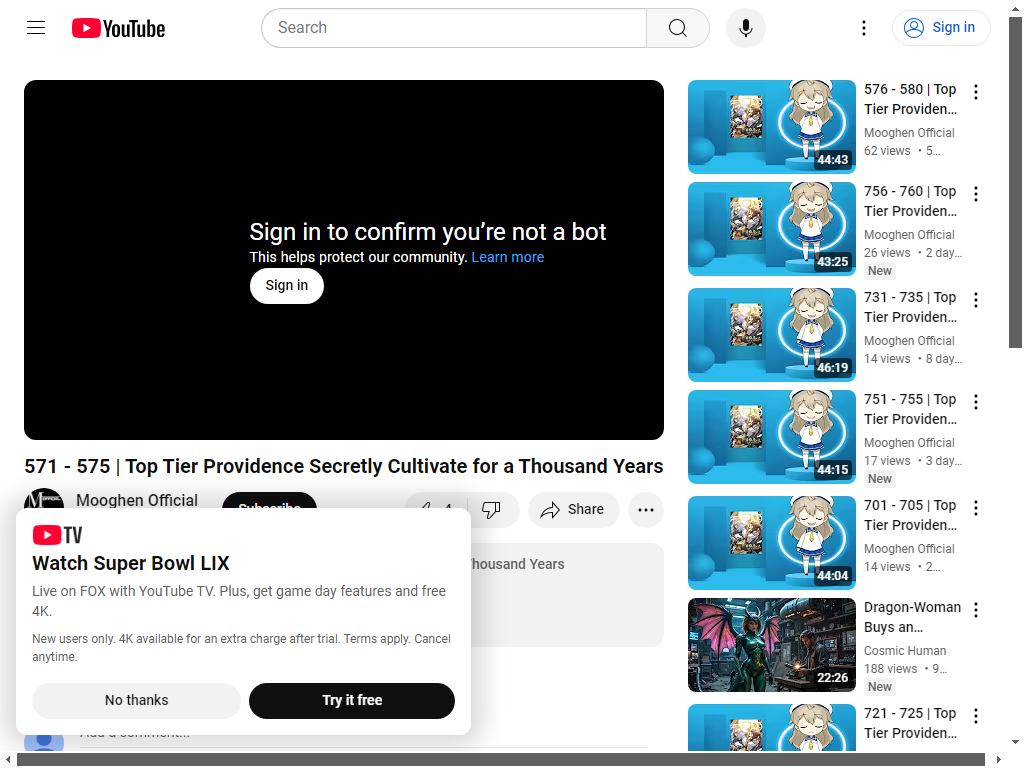 YouTube
Search
Sign in
Sign in to confirm you’re not a bot
This helps protect our community. Learn more
Sign in
571 - 575 | Top Tier Providence Secretly Cultivate for a Thousand Years
Mooghen Official
Subscribe
4
Share
Thousand Years
TV
Watch Super Bowl LIX
Live on FOX with YouTube TV. Plus, get game day features and free
4K.
New users only. 4K available for an extra charge after trial. Terms apply. Cancel
anytime.
No thanks
Try it free
Add a comment...
44:43
576 - 580 | Top
Tier Providen...
Mooghen Official
62 views • 5...
43:25
756 - 760 | Top
Tier Providen...
Mooghen Official
26 views • 2 day...
New
46:19
731 - 735 | Top
Tier Providen...
Mooghen Official
14 views • 8 day...
44:15
751 - 755 | Top
Tier Providen...
Mooghen Official
17 views • 3 day...
New
44:04
701 - 705 | Top
Tier Providen...
Mooghen Official
14 views • 2...
22:26
Dragon-Woman
Buys an...
Cosmic Human
188 views • 9...
New
721 - 725 | Top
Tier Providen...